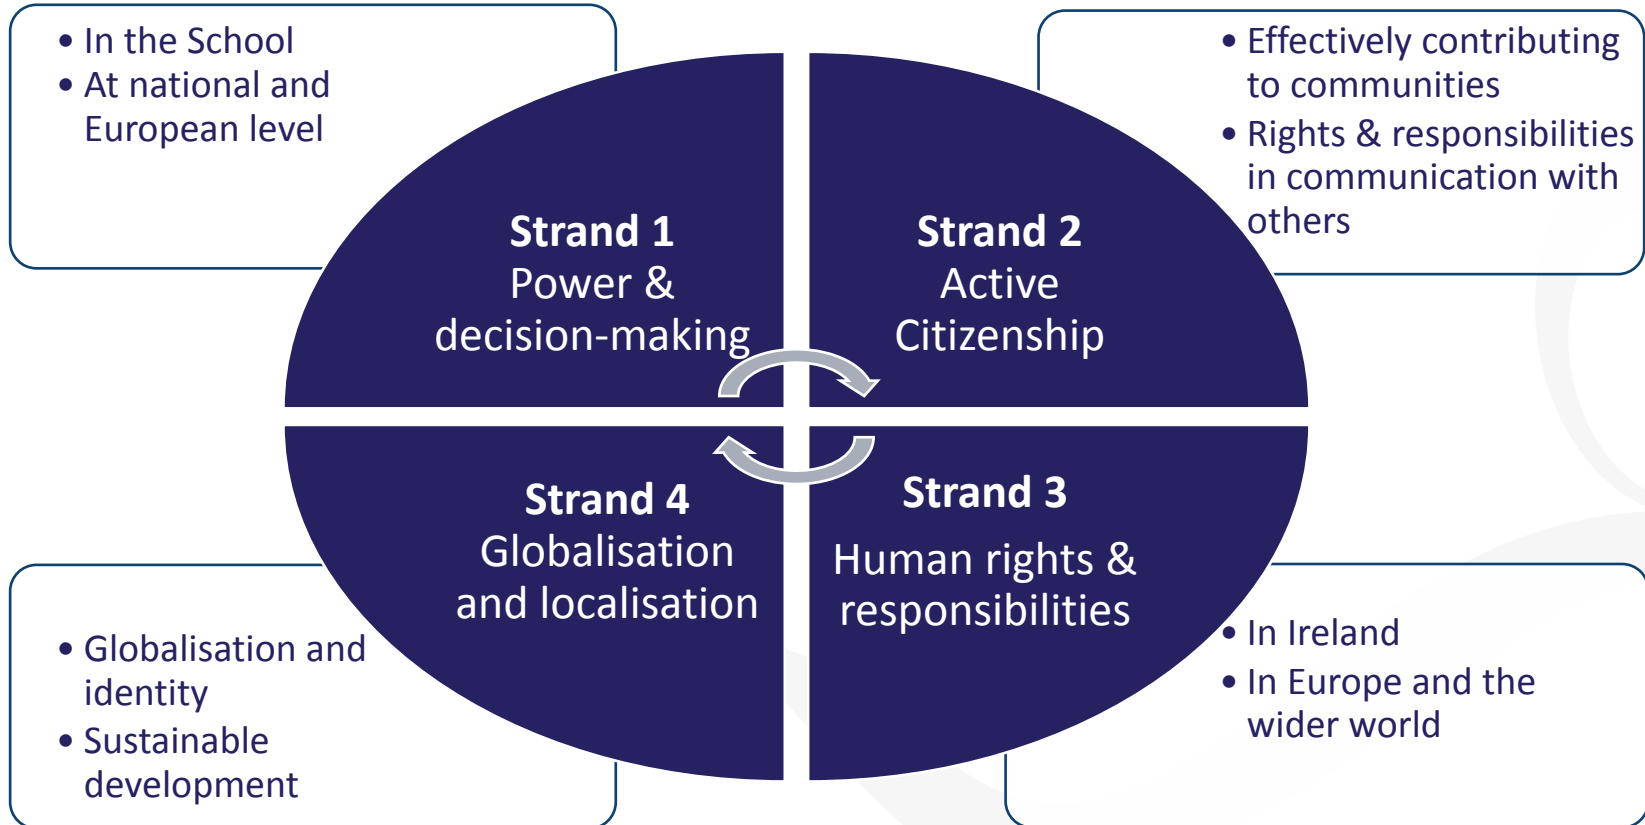 • In the School
• At national and
European level
• Effectively contributing
to communities
• Rights & responsibilities
in communication with
others
Strand 1
Power &
decision-making
Strand 2
Active
Citizenship
Strand 4
Globalisation
and localisation
Strand 3
Human rights &
responsibilities
• Globalisation and
identity
• Sustainable
development
• In Ireland
• In Europe and the
wider world